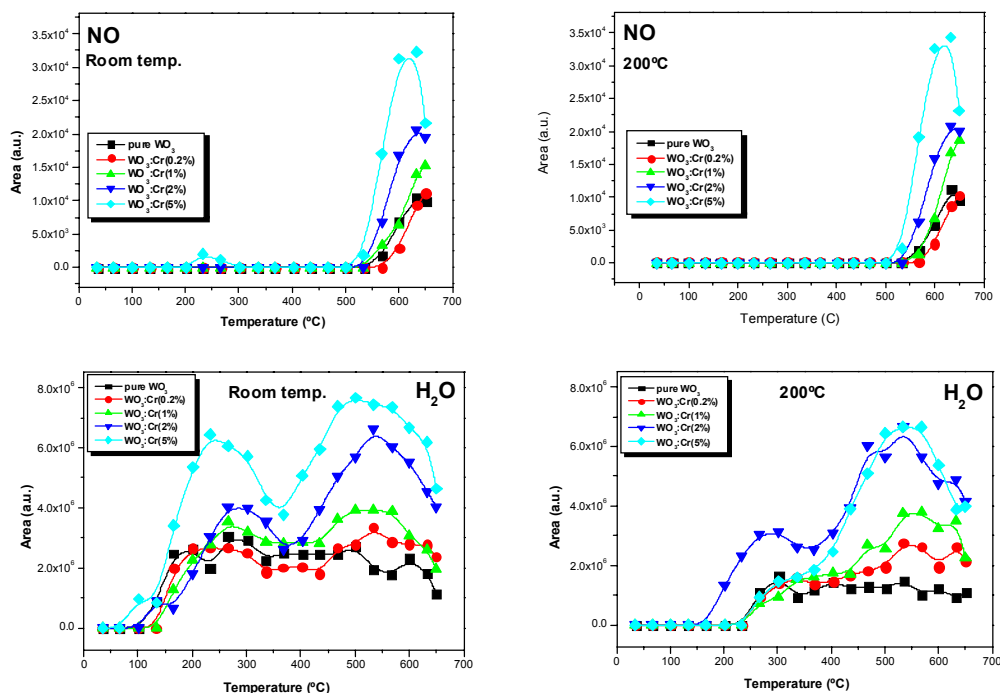 NO
Room temp.
3.5x10⁴
3.0x10⁴
2.5x10⁴
2.0x10⁴
1.5x10⁴
1.0x10⁴
5.0x10³
0.0
Area (a.u.)
pure WO₃
WO₃:Cr(0.2%)
WO₃:Cr(1%)
WO₃:Cr(2%)
WO₃:Cr(5%)
0 100 200 300 400 500 600 700
Temperature (ºC)
NO
200ºC
3.5x10⁴
3.0x10⁴
2.5x10⁴
2.0x10⁴
1.5x10⁴
1.0x10⁴
5.0x10³
0.0
Area (a.u.)
pure WO₃
WO₃:Cr(0.2%)
WO₃:Cr(1%)
WO₃:Cr(2%)
WO₃:Cr(5%)
0 100 200 300 400 500 600 700
Temperature (C)
Room temp.
H₂O
8.0x10⁶
6.0x10⁶
4.0x10⁶
2.0x10⁶
0.0
Area (a.u.)
pure WO₃
WO₃:Cr(0.2%)
WO₃:Cr(1%)
WO₃:Cr(2%)
WO₃:Cr(5%)
0 100 200 300 400 500 600 700
Temperature (ºC)
200ºC
H₂O
8.0x10⁶
6.0x10⁶
4.0x10⁶
2.0x10⁶
0.0
Area (a.u.)
pure WO₃
WO₃:Cr(0.2%)
WO₃:Cr(1%)
WO₃:Cr(2%)
WO₃:Cr(5%)
0 100 200 300 400 500 600 700
Temperature (ºC)